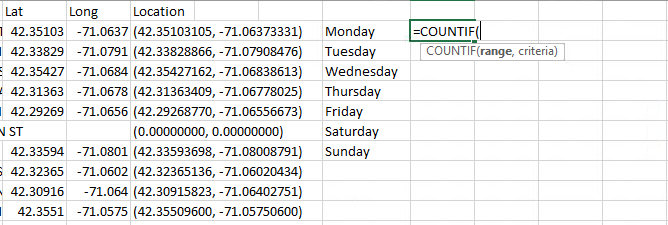 Lat Long Location
42.35103 -71.0637 (42.35103105, -71.06373331) Monday =COUNTIF(
42.33829 -71.0791 (42.33828866, -71.07908476) Tuesday COUNTIF(range, criteria)
42.35427 -71.0684 (42.35427162, -71.06838613) Wednesday
42.31363 -71.0678 (42.31363409, -71.06778025) Thursday
42.29269 -71.0656 (42.29268770, -71.06556673) Friday
N ST (0.00000000, 0.00000000) Saturday
42.33594 -71.0801 (42.33593698, -71.08008791) Sunday
42.32365 -71.0602 (42.32365136, -71.06020434)
42.30916 -71.064 (42.30915823, -71.06402751)
42.3551 -71.0575 (42.35509600, -71.05750600)